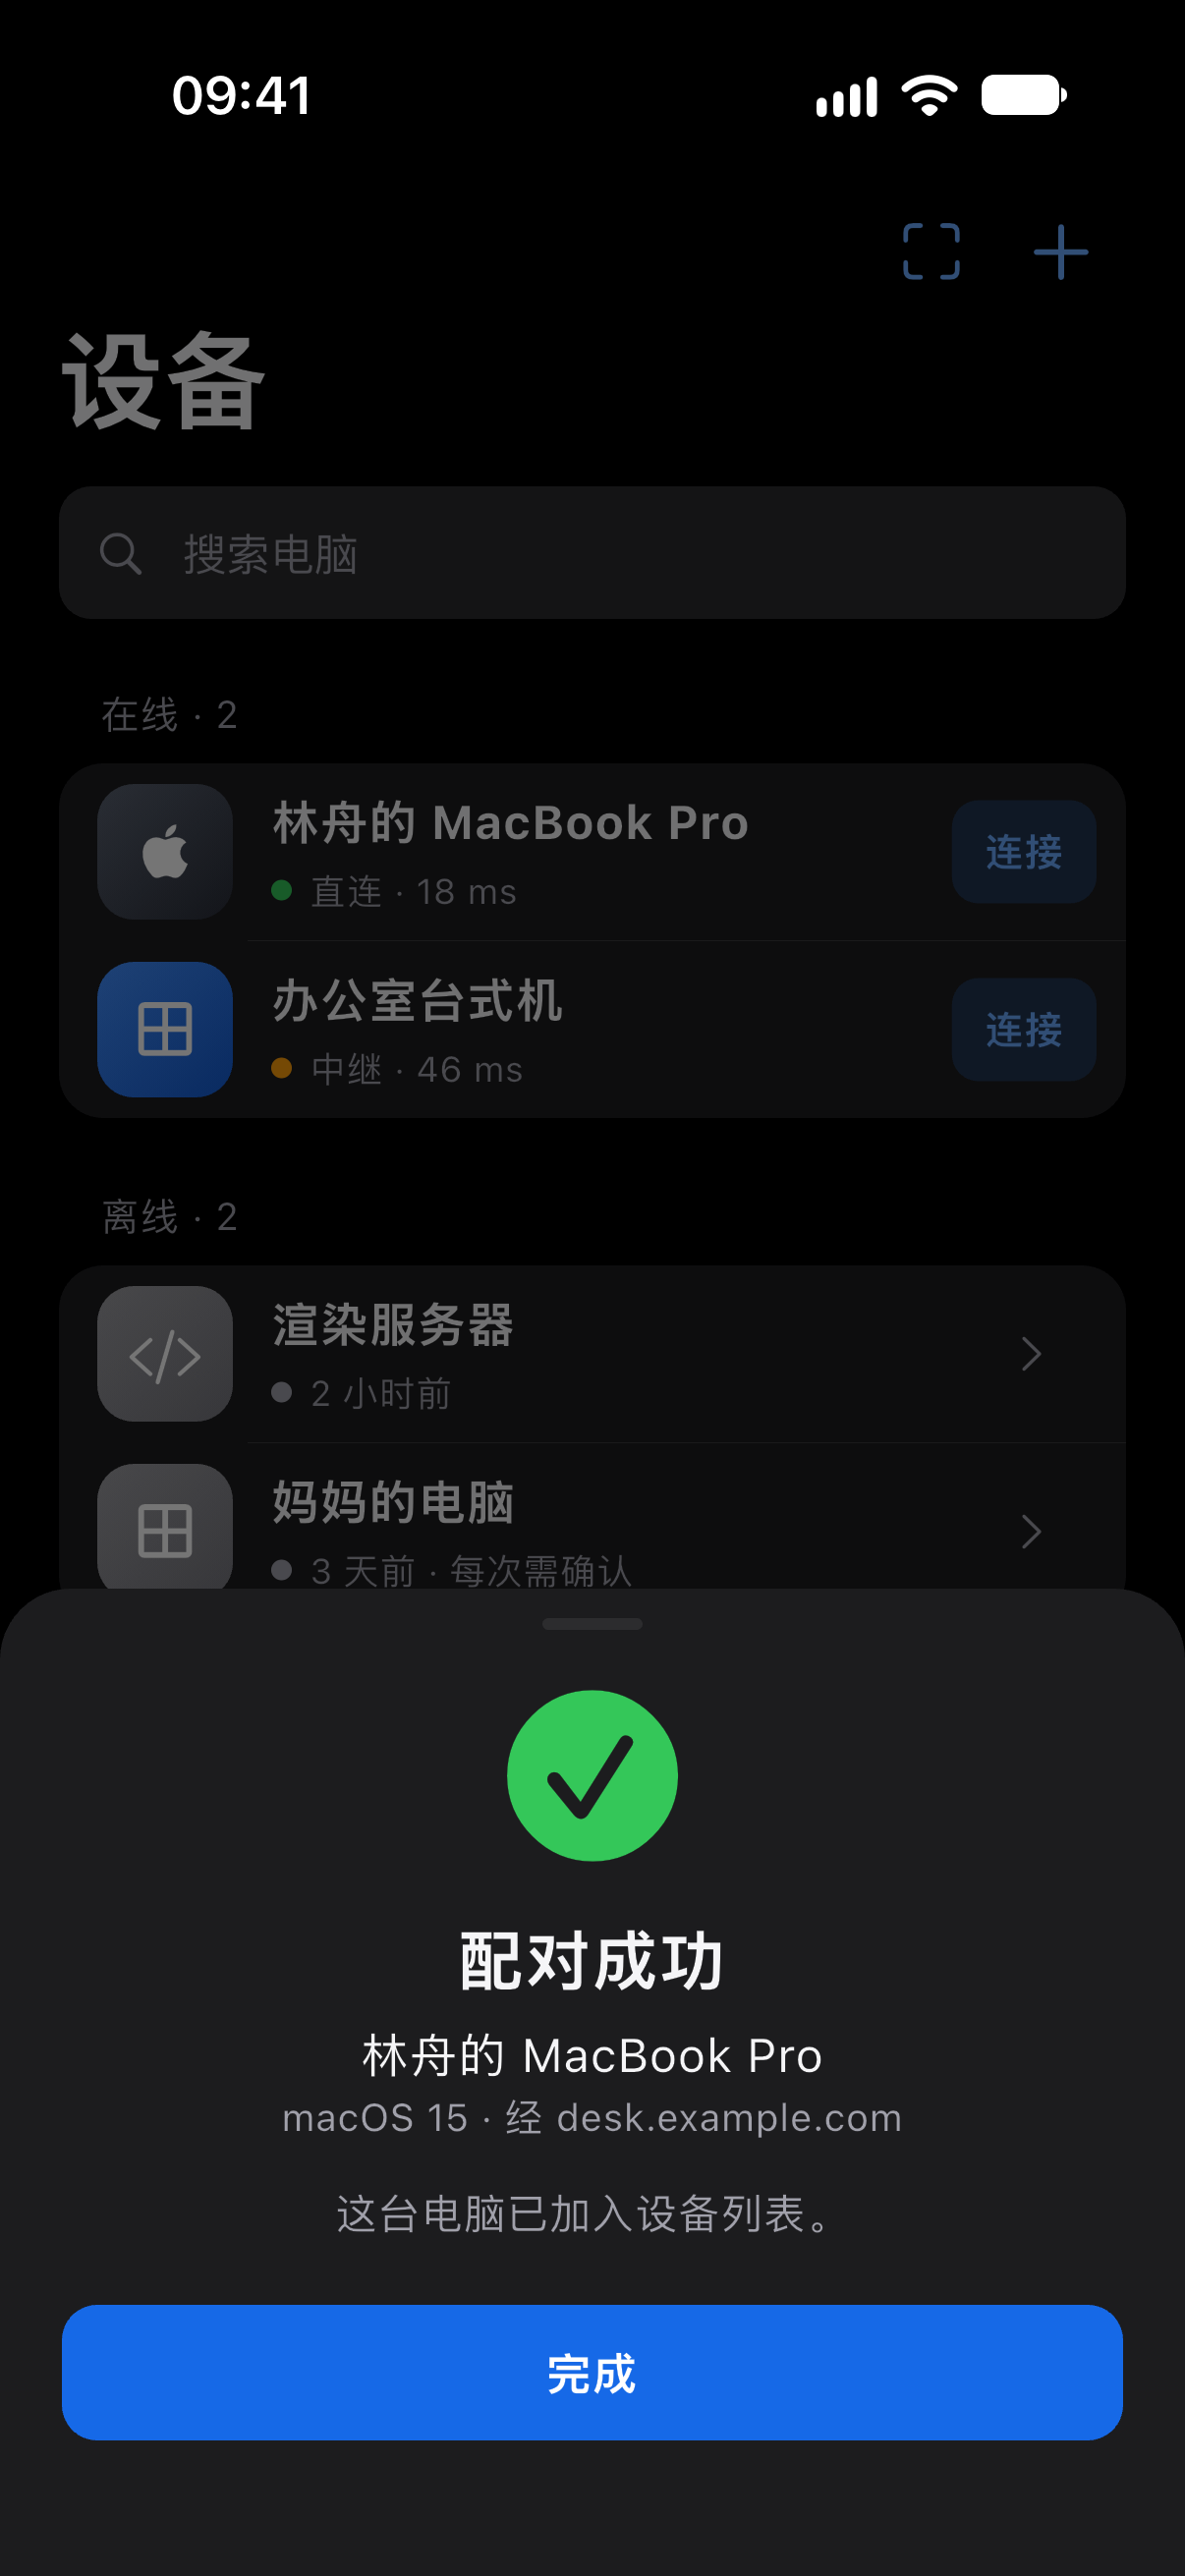 09:41
设备
搜索电脑
在线 · 2
林舟的 MacBook Pro
直连 · 18 ms
连接
办公室台式机
中继 · 46 ms
连接
离线 · 2
渲染服务器
2 小时前
妈妈的电脑
3 天前 · 每次需确认
配对成功
林舟的 MacBook Pro
macOS 15 · 经 desk.example.com
这台电脑已加入设备列表。
完成